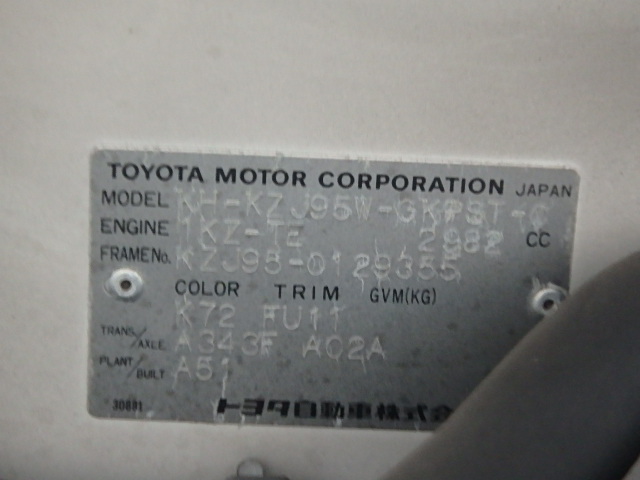 TOYOTA MOTOR CORPORATION JAPAN
MODEL KH-KZJ95W-GKPST-C
ENGINE 1KZ-TE 2982 CC
FRAME No. KZJ95-0129355
COLOR TRIM GVM(KG)
K72 FU11
TRANS/AXLE A343F A02A
PLANT/BUILT A51
30881
トヨタ自動車株式会